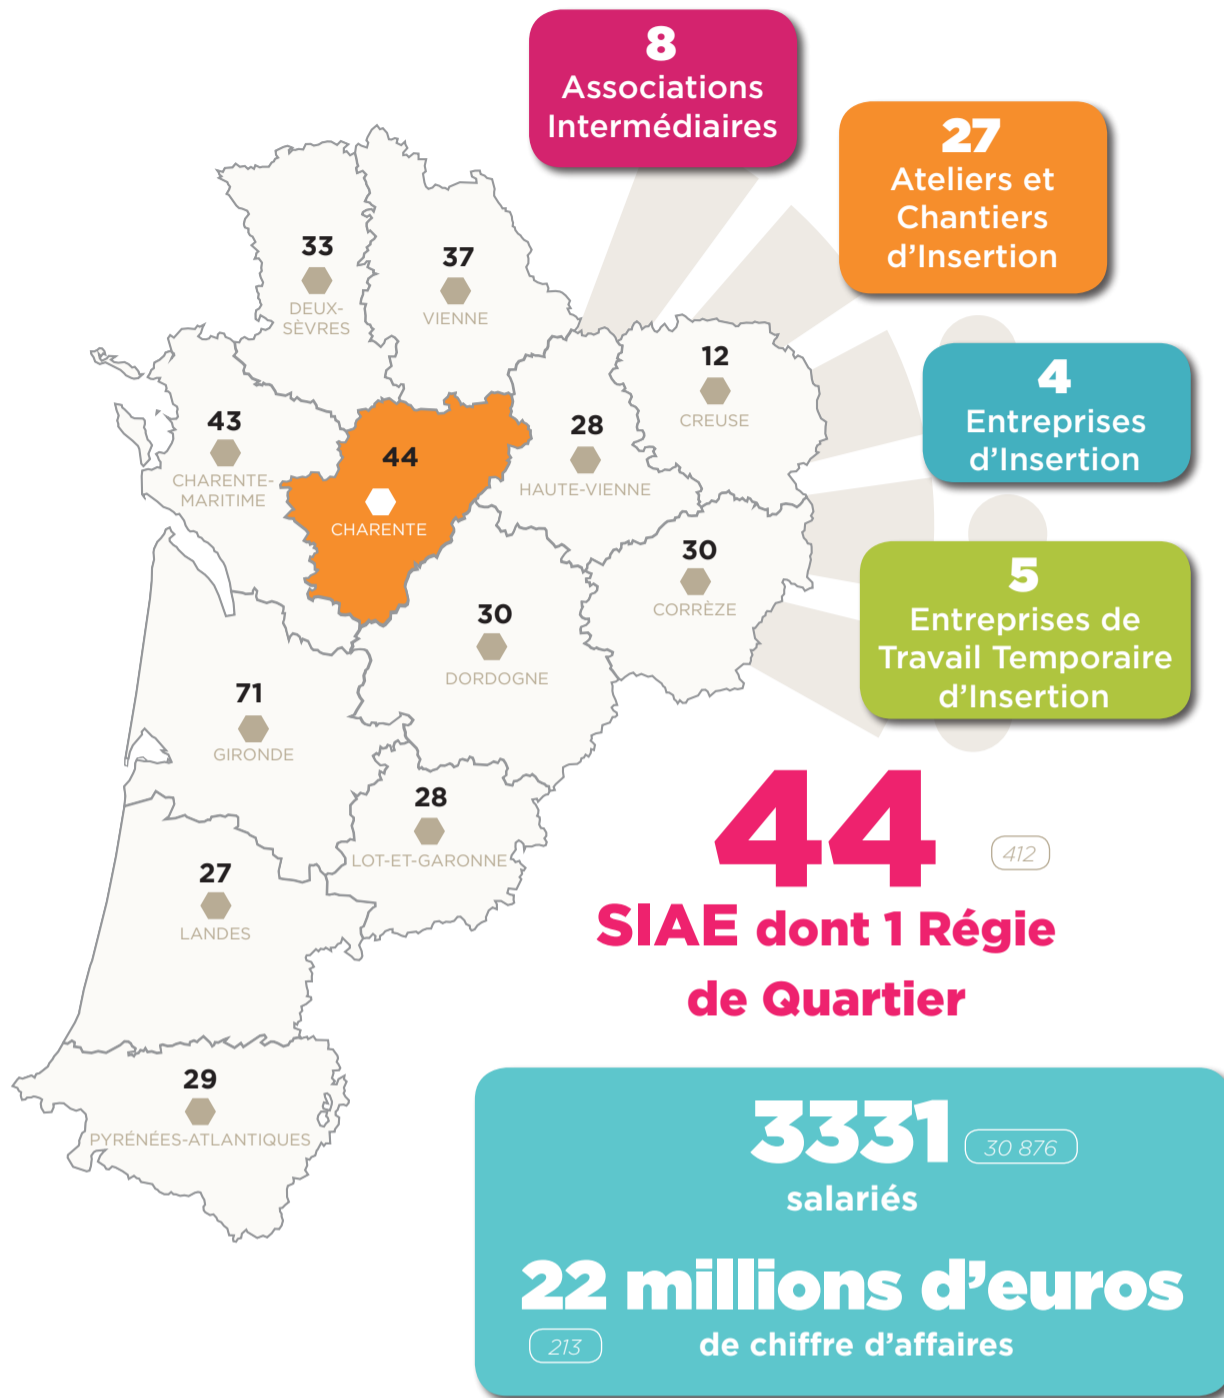 8
Associations
Intermédiaires
27
Ateliers et
Chantiers
d'Insertion
4
Entreprises
d'Insertion
5
Entreprises de
Travail Temporaire
d'Insertion
33
DEUX-
SÈVRES
37
VIENNE
12
CREUSE
43
CHARENTE-
MARITIME
44
CHARENTE
28
HAUTE-VIENNE
30
CORRÈZE
30
DORDOGNE
71
GIRONDE
28
LOT-ET-GARONNE
27
LANDES
29
PYRÉNÉES-ATLANTIQUES
44 412
SIAE dont 1 Régie
de Quartier
3331 30 876
salariés
22 millions d'euros
213 de chiffre d'affaires